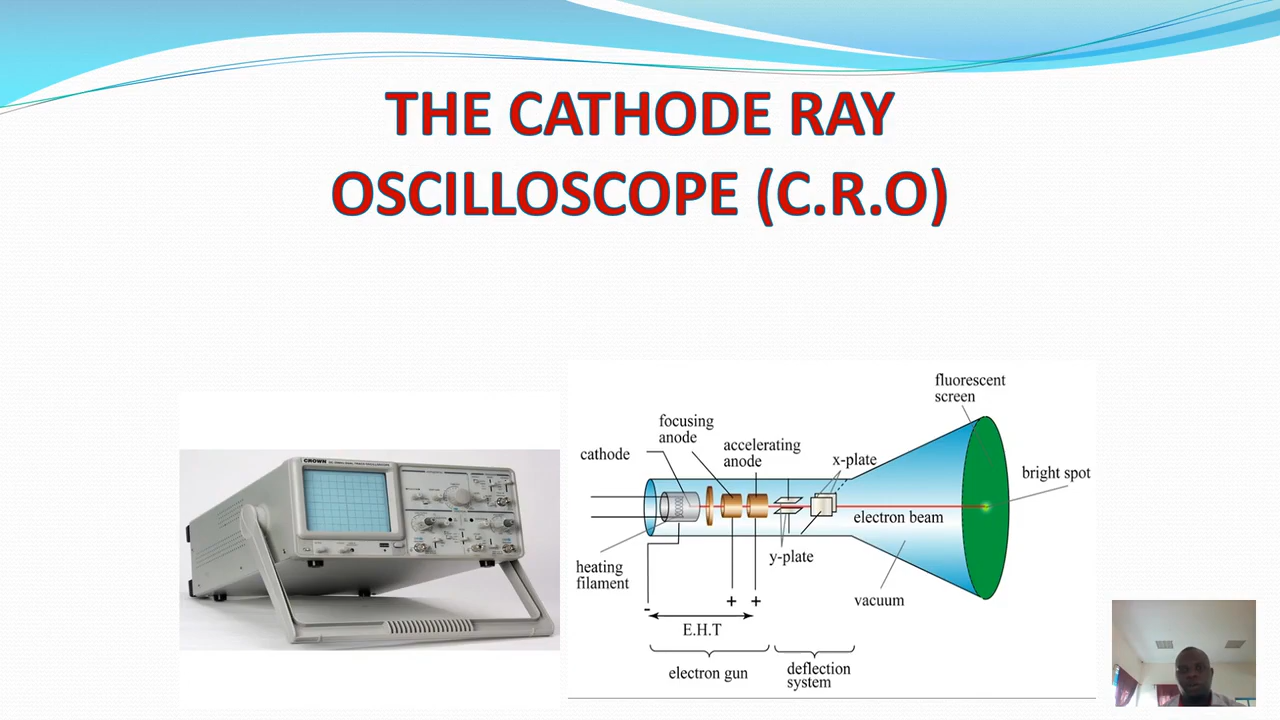 THE CATHODE RAY
OSCILLOSCOPE (C.R.O)
CROWN
fluorescent
screen
focusing
anode
accelerating
anode
cathode
x-plate
bright spot
electron beam
y-plate
heating
filament
vacuum
- + +
E.H.T
electron gun
deflection
system